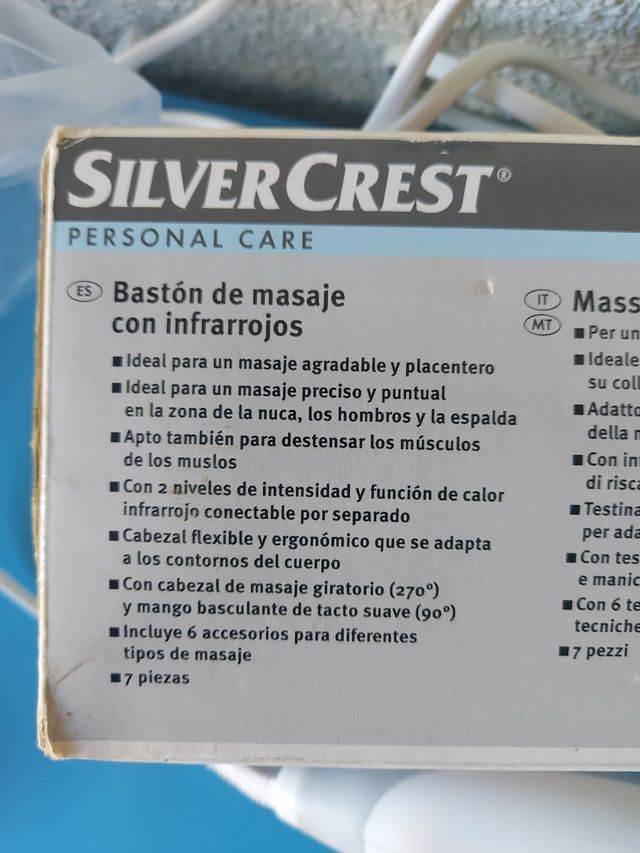 SILVERCREST®
PERSONAL CARE
ES Bastón de masaje
con infrarrojos
■ Ideal para un masaje agradable y placentero
■ Ideal para un masaje preciso y puntual
en la zona de la nuca, los hombros y la espalda
■ Apto también para destensar los músculos
de los muslos
■ Con 2 niveles de intensidad y función de calor
infrarrojo conectable por separado
■ Cabezal flexible y ergonómico que se adapta
a los contornos del cuerpo
■ Con cabezal de masaje giratorio (270°)
y mango basculante de tacto suave (90°)
■ Incluye 6 accesorios para diferentes
tipos de masaje
■ 7 piezas
IT
MT
Mass
■ Per un
■ Ideale
su coll
■ Adatto
della
■ Con in
di risca
■ Testina
per ada
■ Con tes
e manic
■ Con 6 te
tecniche
■ 7 pezzi